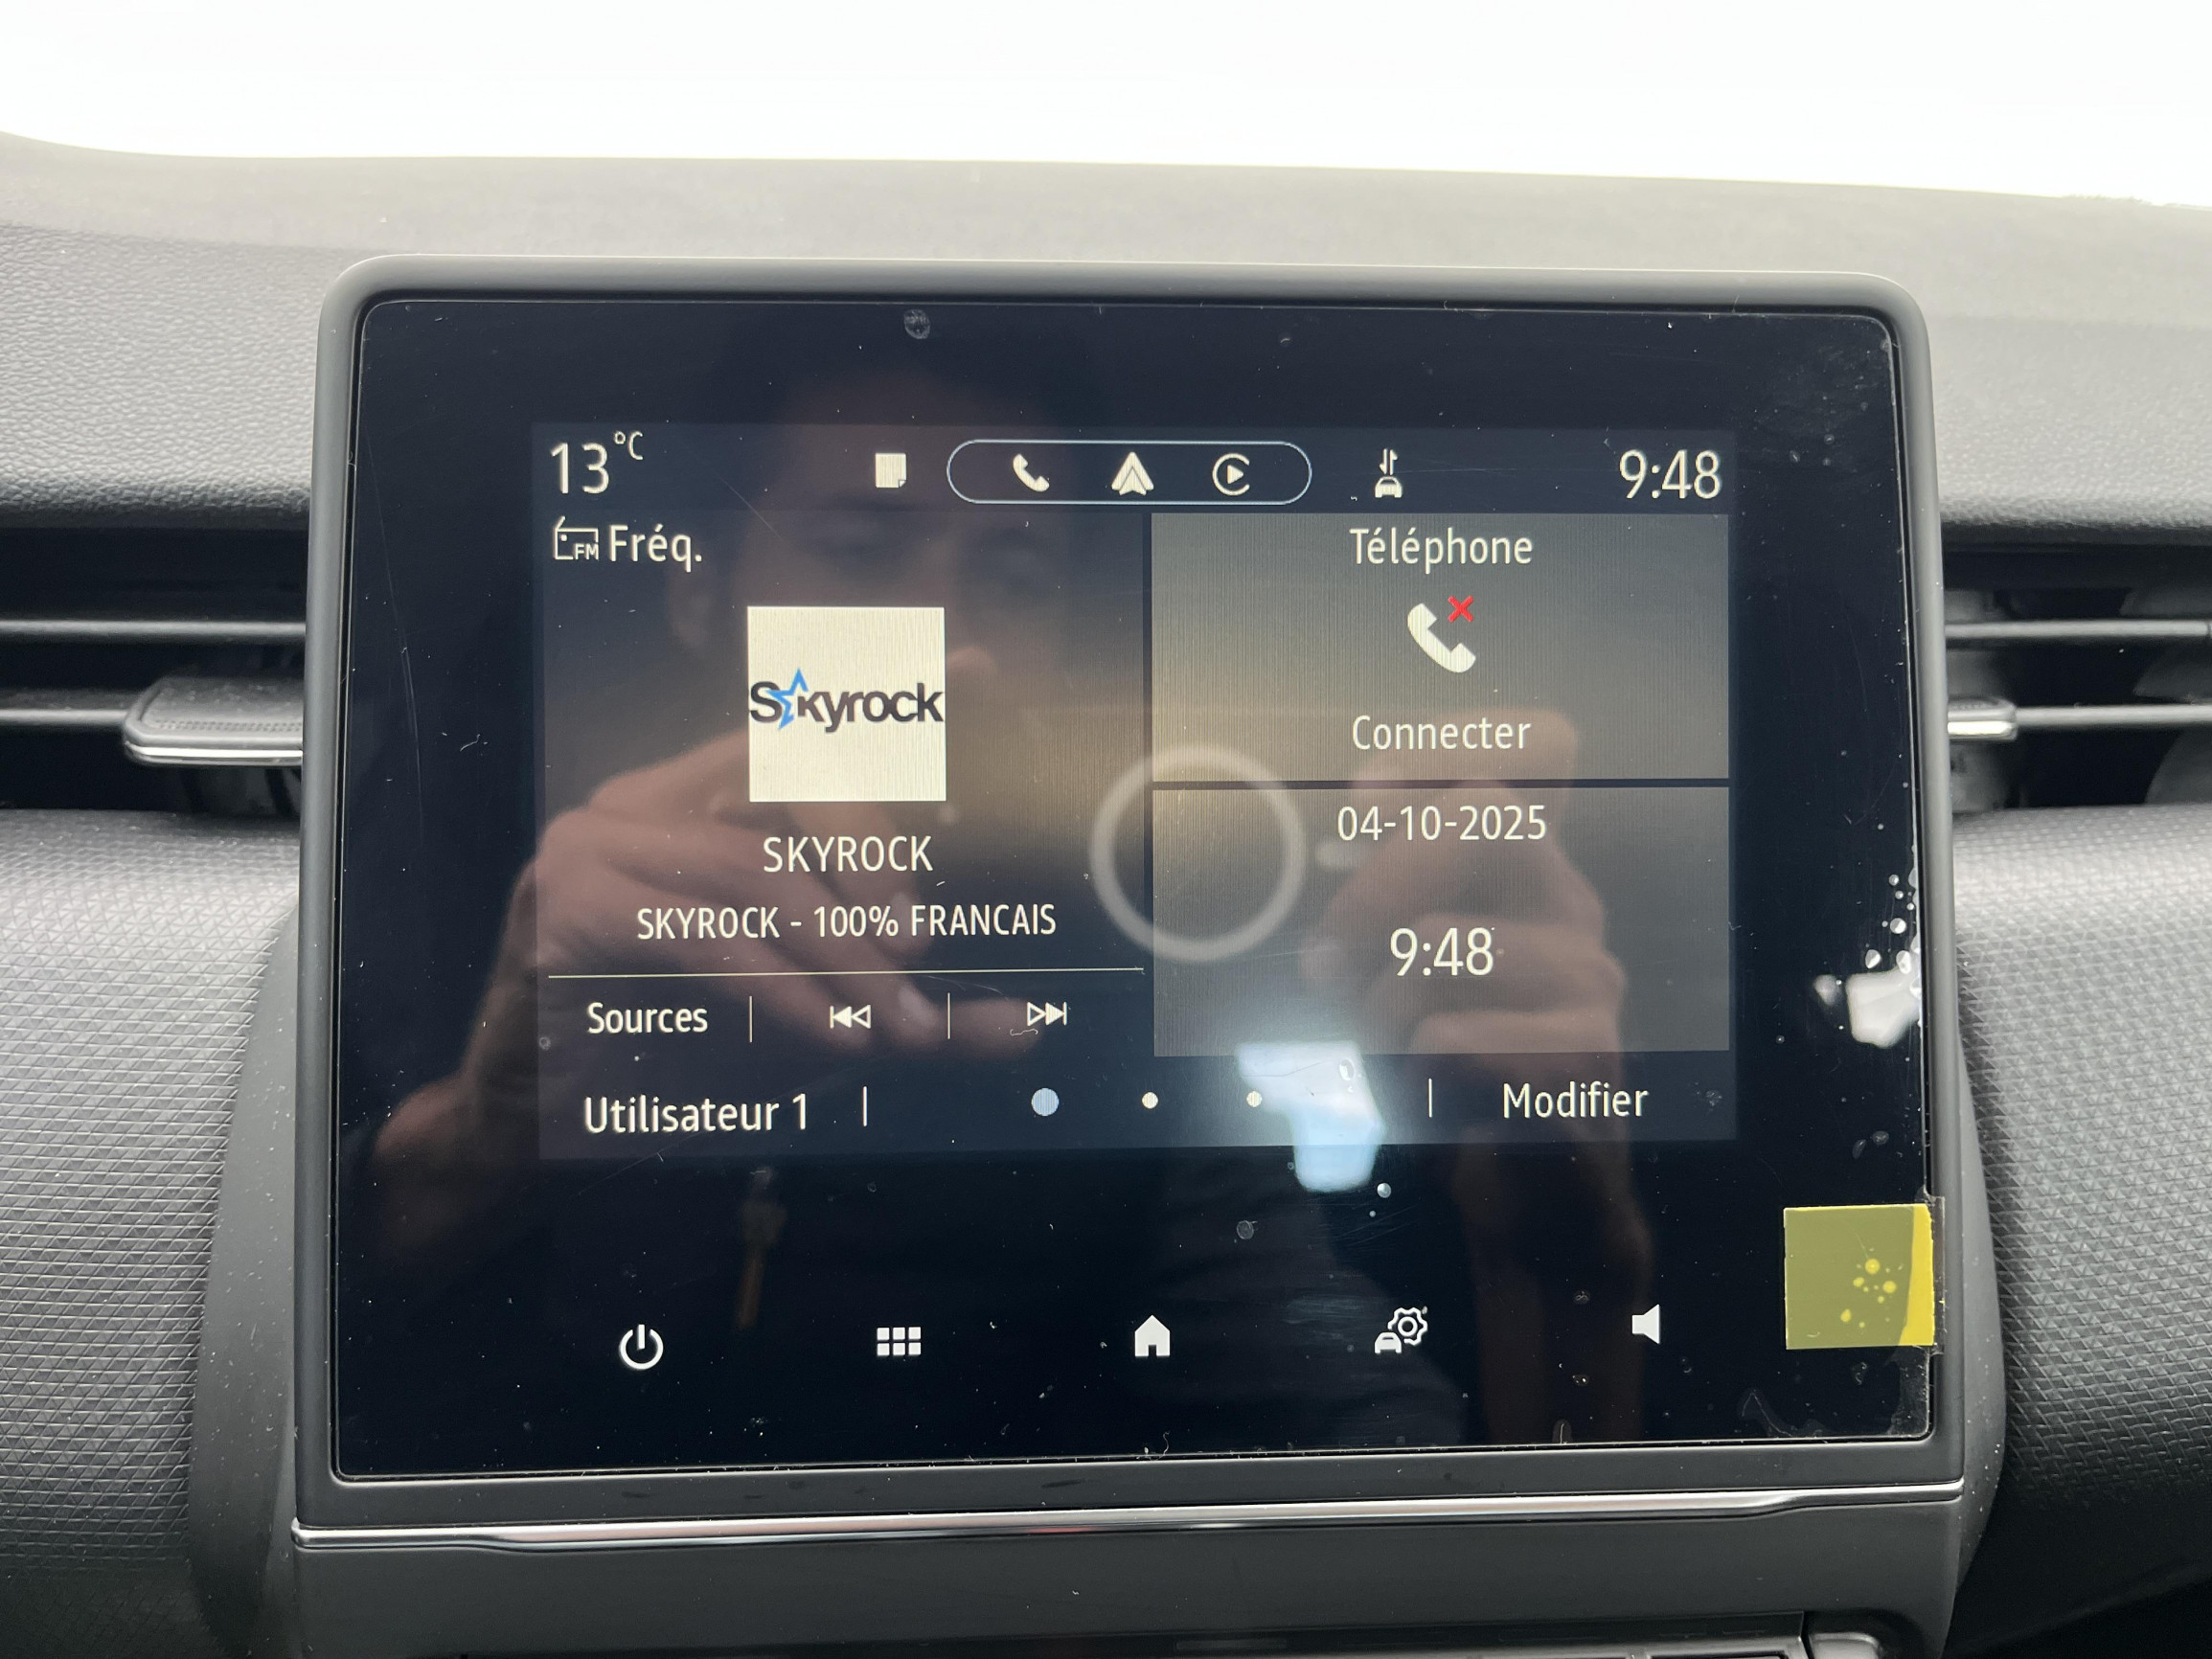 13°C
9:48
FM Fréq.
Skyrock
SKYROCK
SKYROCK - 100% FRANCAIS
Sources
Téléphone
Connecter
04-10-2025
9:48
Utilisateur 1
Modifier